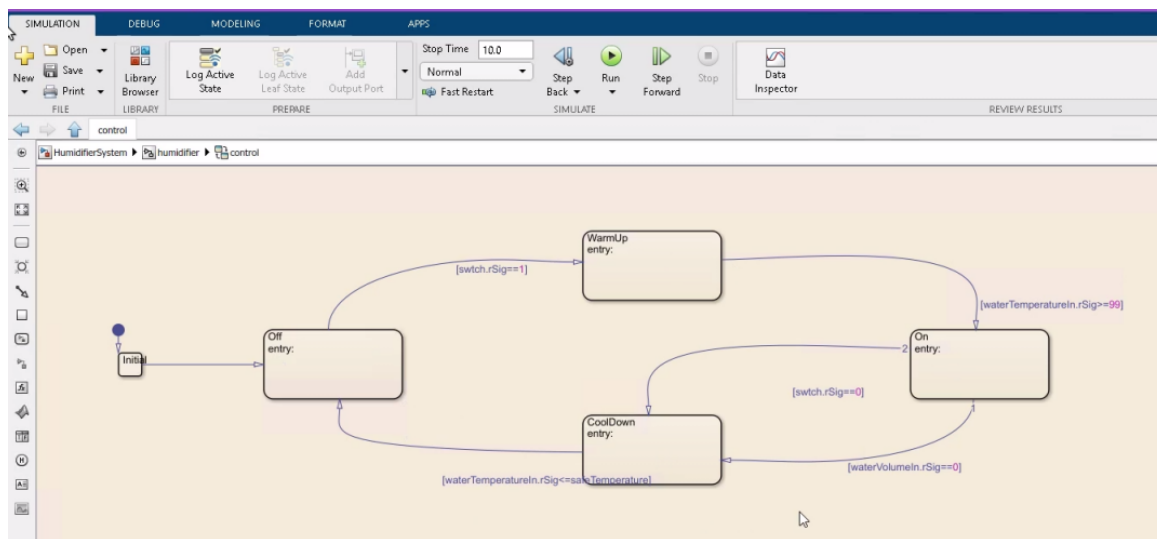 SIMULATION DEBUG MODELING FORMAT APPS
New
Open
Save
Print
FILE
Library Browser
LIBRARY
Log Active State
Log Active Leaf State
Add Output Port
PREPARE
Stop Time 10.0
Normal
Fast Restart
Step Back
Run
Step Forward
Stop
SIMULATE
Data Inspector
REVIEW RESULTS
control
HumidifierSystem humidifier control
WarmUp
entry:
[swtch.rSig==1]
[waterTemperatureIn.rSig>=99]
Off
entry:
On
entry:
2
Initial
[swtch.rSig==0]
1
CoolDown
entry:
[waterVolumeIn.rSig==0]
[waterTemperatureIn.rSig<=safeTemperature]